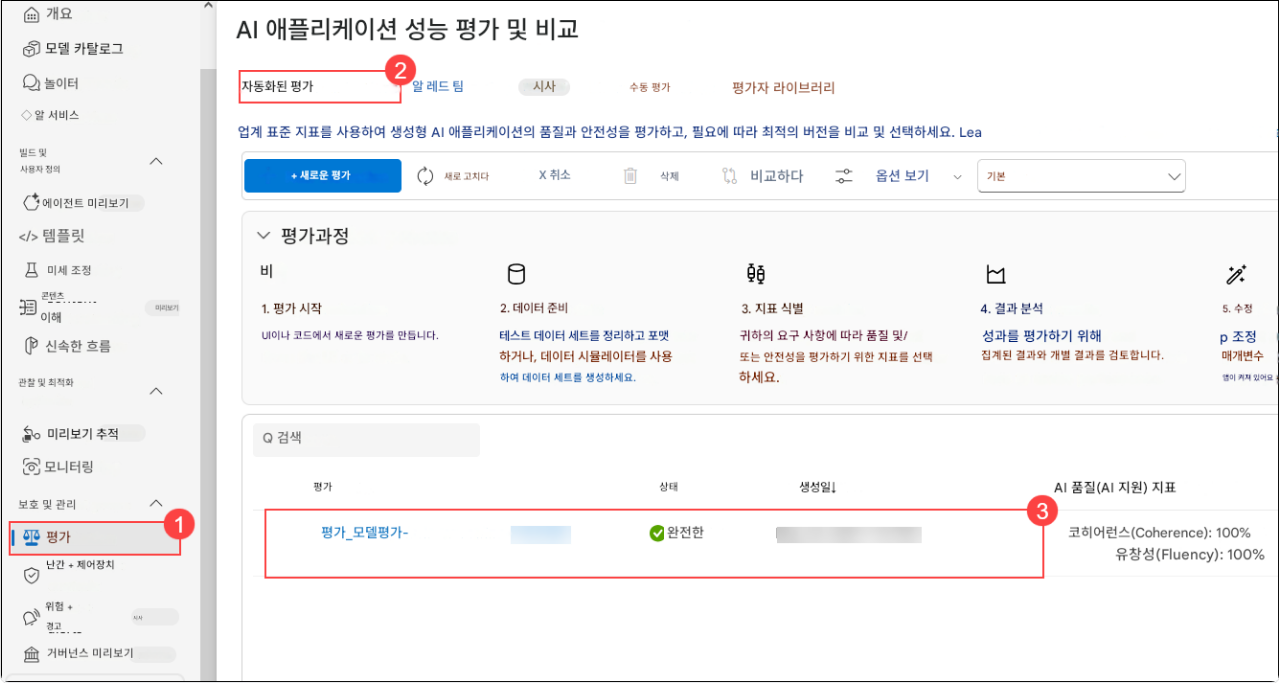 개요
모델 카탈로그
놀이터
알 서비스
빌드 및
사용자 정의
에이전트 미리보기
</> 템플릿
미세 조정
콘텐츠
이해
미리보기
신속한 흐름
관찰 및 최적화
미리보기 추적
모니터링
보호 및 관리
1
평가
난간 + 제어장치
위험 +
경고
시사
거버넌스 미리보기
AI 애플리케이션 성능 평가 및 비교
2
자동화된 평가 알 레드 팀 시사 수동 평가 평가자 라이브러리
업계 표준 지표를 사용하여 생성형 AI 애플리케이션의 품질과 안전성을 평가하고, 필요에 따라 최적의 버전을 비교 및 선택하세요. Lea
+ 새로운 평가 새로 고치다 X 취소 삭제 비교하다 옵션 보기 기본
평가과정
비
1. 평가 시작
UI이나 코드에서 새로운 평가를 만듭니다.
2. 데이터 준비
테스트 데이터 세트를 정리하고 포맷
하거나, 데이터 시뮬레이터를 사용
하여 데이터 세트를 생성하세요.
3. 지표 식별
귀하의 요구 사항에 따라 품질 및/
또는 안전성을 평가하기 위한 지표를 선택
하세요.
4. 결과 분석
성과를 평가하기 위해
집계된 결과와 개별 결과를 검토합니다.
5. 수정
p 조정
매개변수
앱이 켜져 있어요
Q 검색
평가 상태 생성일↓ AI 품질(AI 지원) 지표
3
평가_모델평가- 완전한 코히어런스(Coherence): 100%
유창성(Fluency): 100%